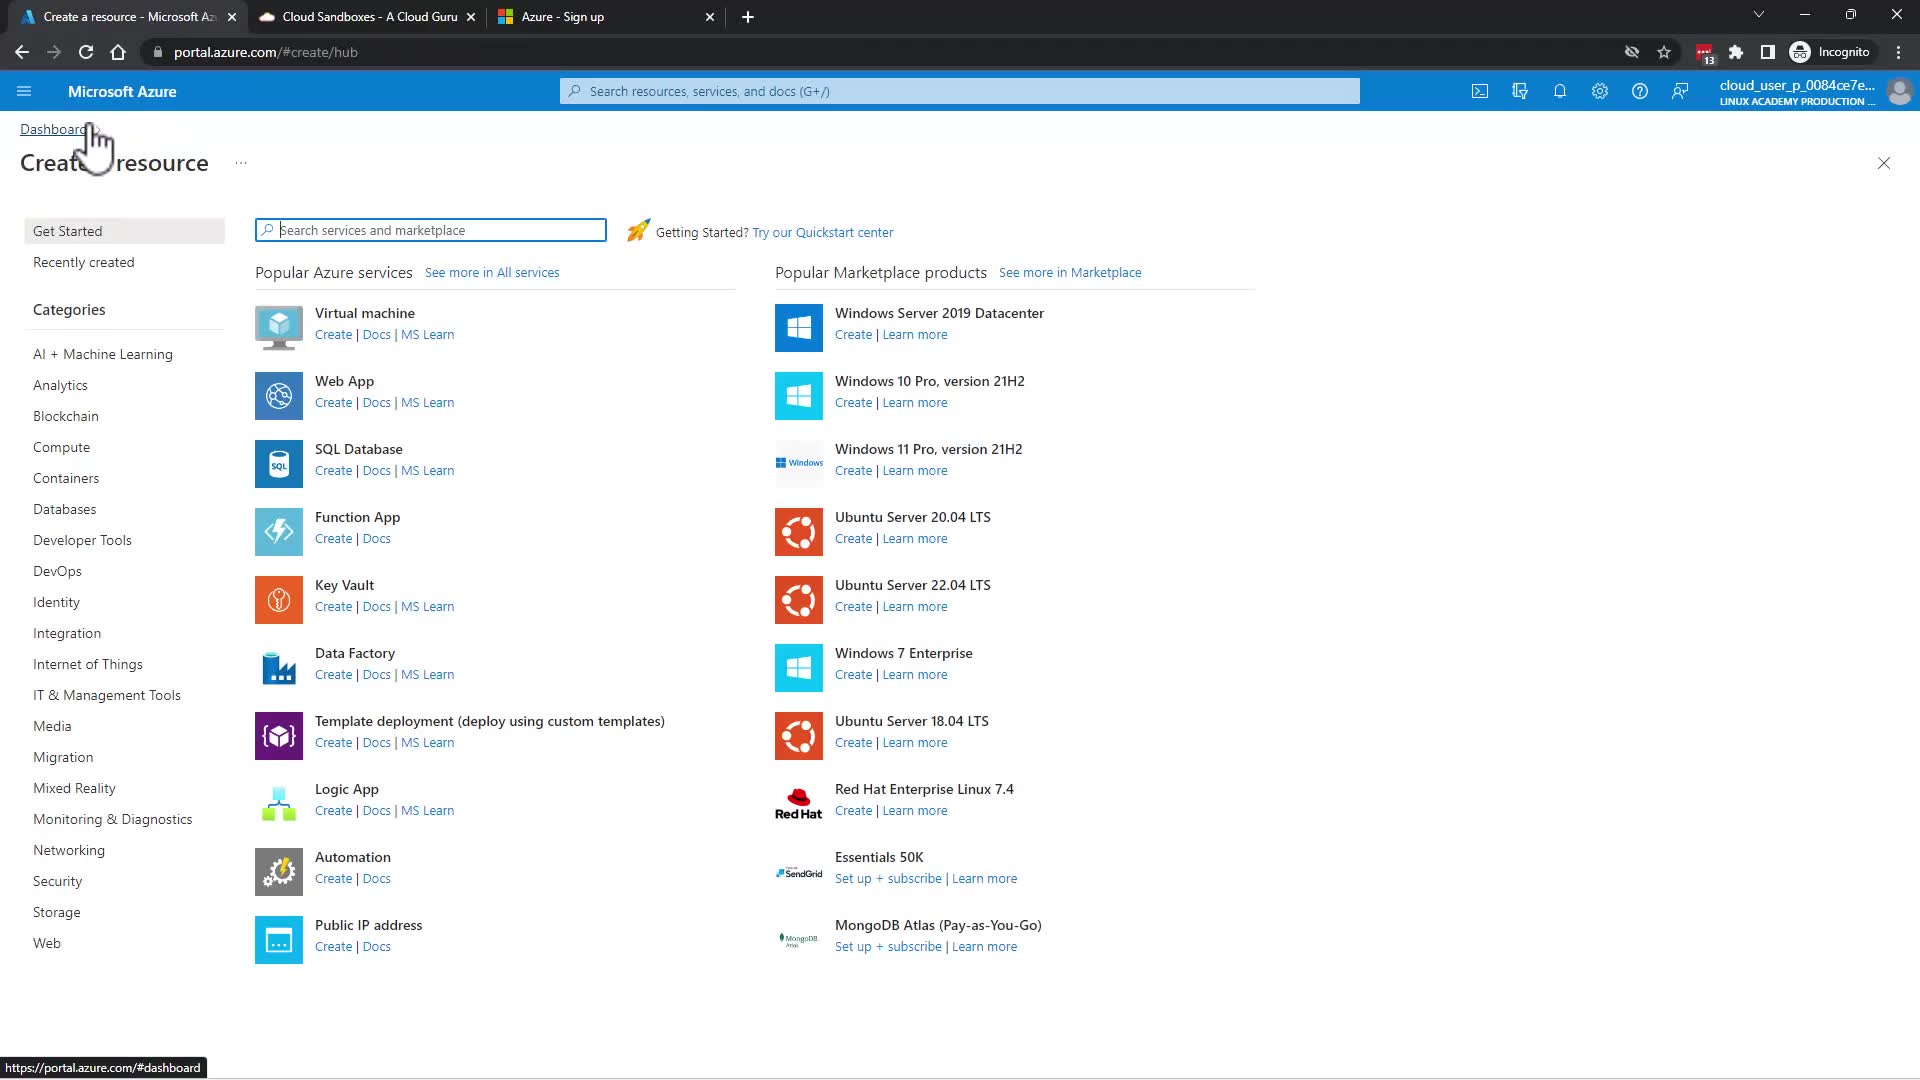 Create a resource - Microsoft Az
Cloud Sandboxes - A Cloud Guru
Azure - Sign up
portal.azure.com/#create/hub
13
Incognito
Microsoft Azure
Search resources, services, and docs (G+/)
cloud_user_p_0084ce7e...
LINUX ACADEMY PRODUCTION ...
Dashboard
Create resource
...
Get Started
Recently created
Categories
AI + Machine Learning
Analytics
Blockchain
Compute
Containers
Databases
Developer Tools
DevOps
Identity
Integration
Internet of Things
IT & Management Tools
Media
Migration
Mixed Reality
Monitoring & Diagnostics
Networking
Security
Storage
Web
Search services and marketplace
Getting Started? Try our Quickstart center
Popular Azure services See more in All services
Virtual machine
Create | Docs | MS Learn
Web App
Create | Docs | MS Learn
SQL
SQL Database
Create | Docs | MS Learn
Function App
Create | Docs
Key Vault
Create | Docs | MS Learn
Data Factory
Create | Docs | MS Learn
Template deployment (deploy using custom templates)
Create | Docs | MS Learn
Logic App
Create | Docs | MS Learn
Automation
Create | Docs
Public IP address
Create | Docs
Popular Marketplace products See more in Marketplace
Windows Server 2019 Datacenter
Create | Learn more
Windows 10 Pro, version 21H2
Create | Learn more
Windows
Windows 11 Pro, version 21H2
Create | Learn more
Ubuntu Server 20.04 LTS
Create | Learn more
Ubuntu Server 22.04 LTS
Create | Learn more
Windows 7 Enterprise
Create | Learn more
Ubuntu Server 18.04 LTS
Create | Learn more
Red Hat
Red Hat Enterprise Linux 7.4
Create | Learn more
SendGrid
Essentials 50K
Set up + subscribe | Learn more
MongoDB
Atlas
MongoDB Atlas (Pay-as-You-Go)
Set up + subscribe | Learn more
https://portal.azure.com/#dashboard